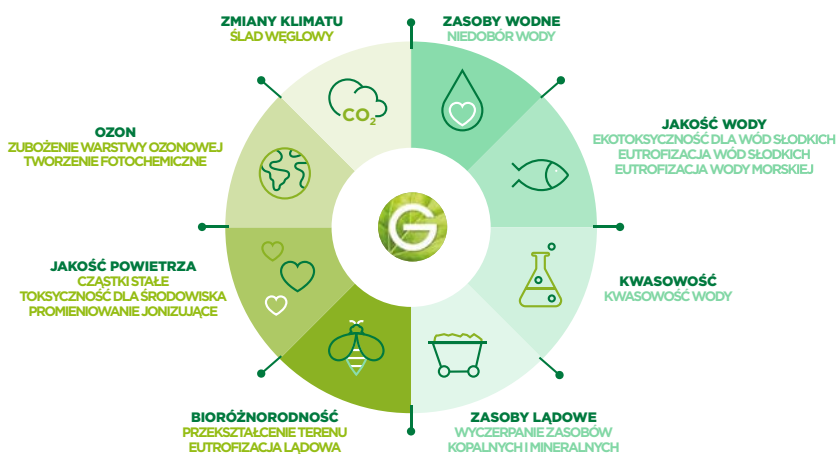 ZMIANY KLIMATU
ŚLAD WĘGLOWY
ZASOBY WODNE
NIEDOBÓR WODY
CO2
JAKOŚĆ WODY
EKOTOKSYCZNOŚĆ DLA WÓD SŁODKICH
EUTROFIZACJA WÓD SŁODKICH
EUTROFIZACJA WODY MORSKIEJ
OZON
ZUBOŻENIE WARSTWY OZONOWEJ
TWORZENIE FOTOCHEMICZNE
G
JAKOŚĆ POWIETRZA
CZĄSTKI STAŁE
TOKSYCZNOŚĆ DLA ŚRODOWISKA
PROMIENIOWANIE JONIZUJĄCE
KWASOWOŚĆ
KWASOWOŚĆ WODY
BIORÓŻNORODNOŚĆ
PRZEKSZTAŁCENIE TERENU
EUTROFIZACJA LĄDOWA
ZASOBY LĄDOWE
WYCZERPANIE ZASOBÓW
KOPALNYCH I MINERALNYCH